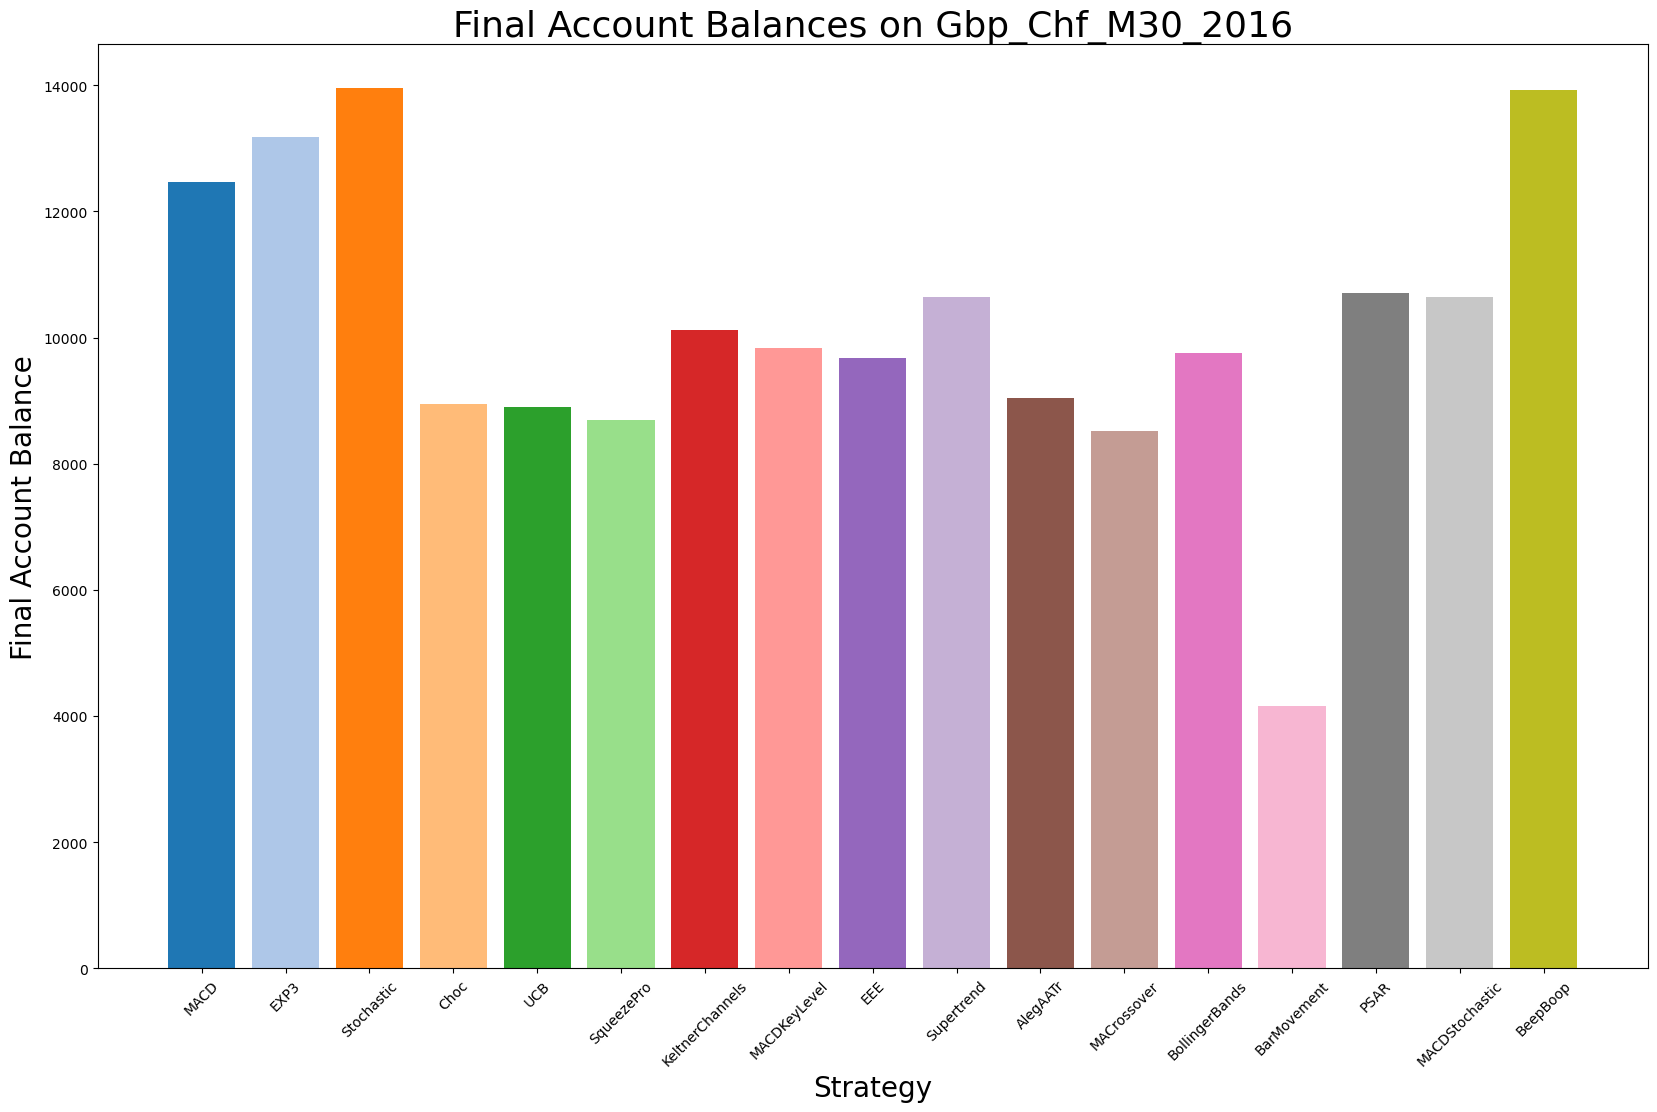 Final Account Balances on Gbp_Chf_M30_2016
Final Account Balance
14000
12000
10000
8000
6000
4000
2000
0
MACD
EXP3
Stochastic
Choc
UCB
SqueezePro
KeltnerChannels
MACDKeyLevel
EEE
Supertrend
AlegAATr
MACrossover
BollingerBands
BarMovement
PSAR
MACDStochastic
BeepBoop
Strategy